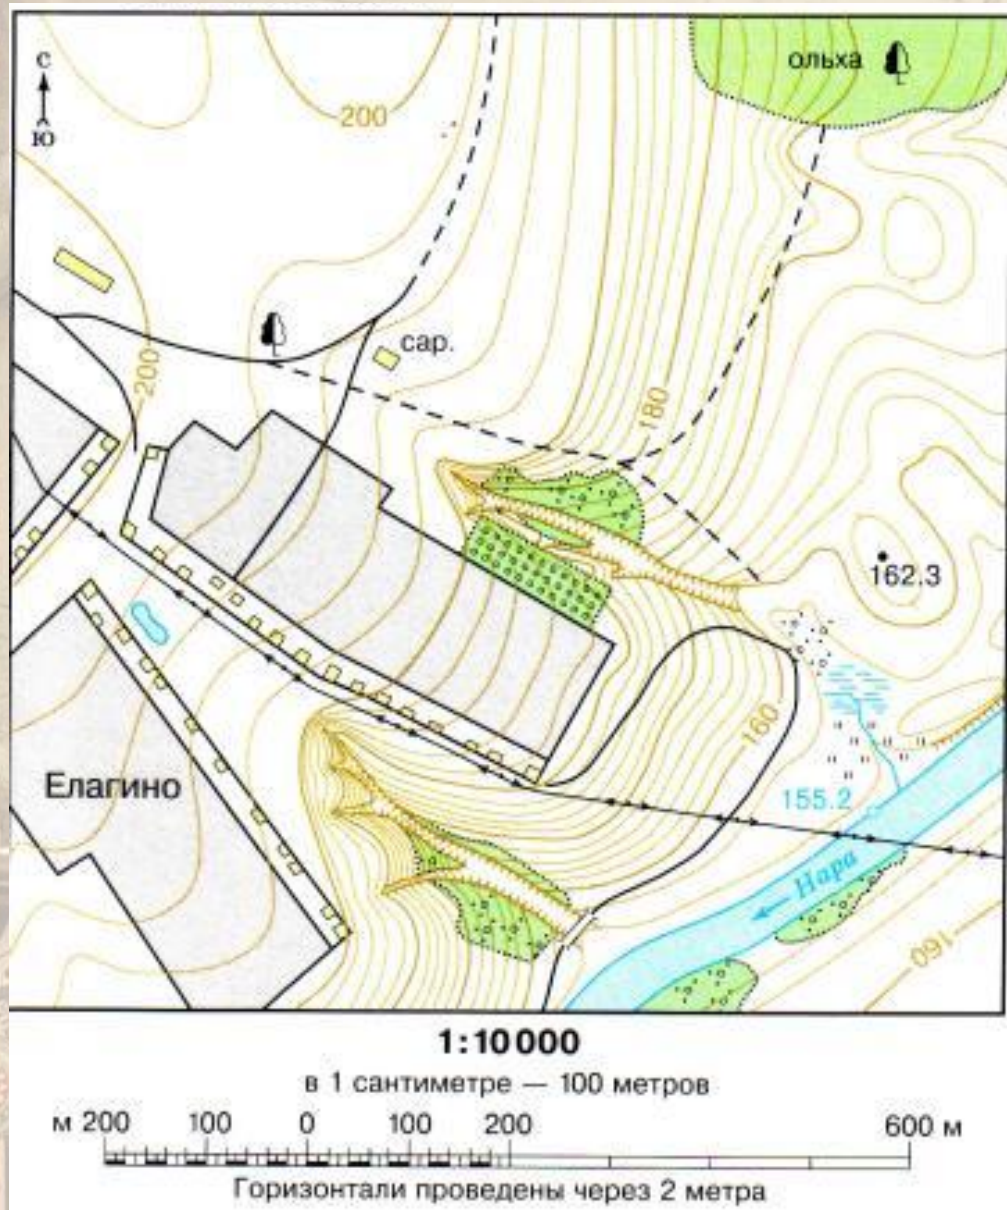 ольха
С
Ю
200
сар.
200
180
162.3
160
Елагино
155.2
Нара
160
1:10 000
в 1 сантиметре — 100 метров
м 200 100 0 100 200 600 м
Горизонтали проведены через 2 метра